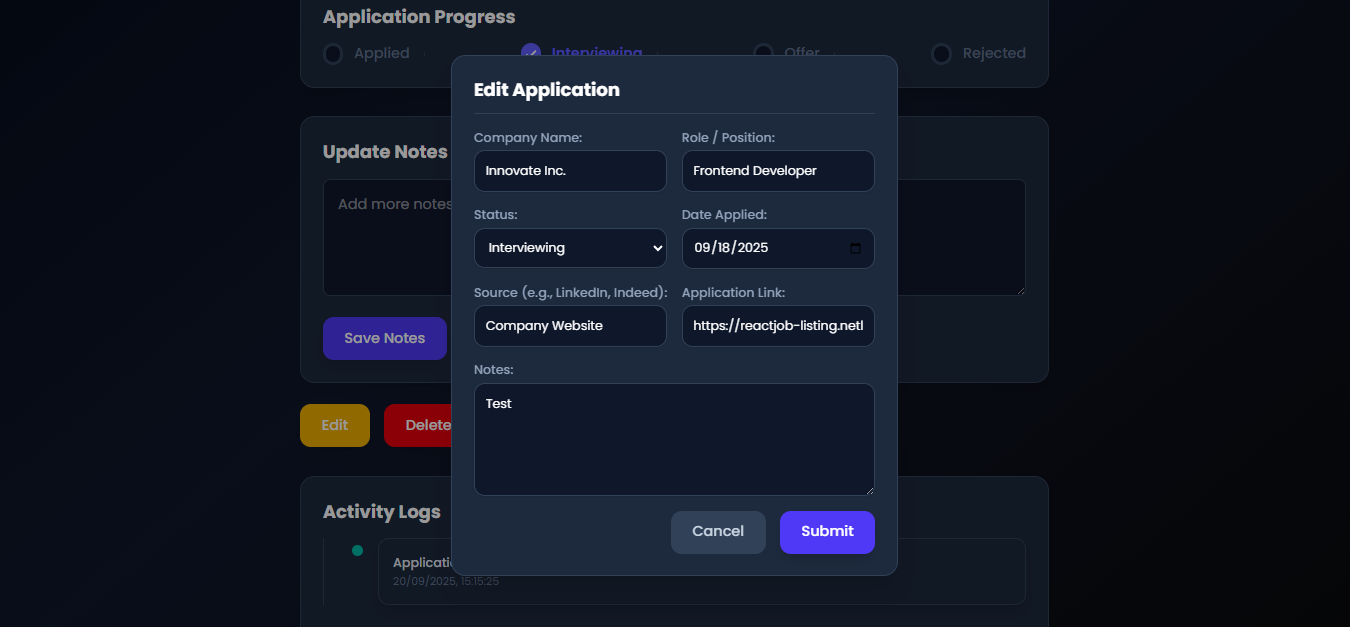 Application Progress
Applied
Interviewing
Offer
Rejected
Edit Application
Company Name:
Role / Position:
Innovate Inc.
Frontend Developer
Status:
Date Applied:
Interviewing
09/18/2025
Source (e.g., LinkedIn, Indeed):
Application Link:
Company Website
https://reactjob-listing.netl
Notes:
Test
Cancel
Submit
Update Notes
Add more notes
Save Notes
Edit
Delete
Activity Logs
Applicati
20/09/2025, 15:15:25